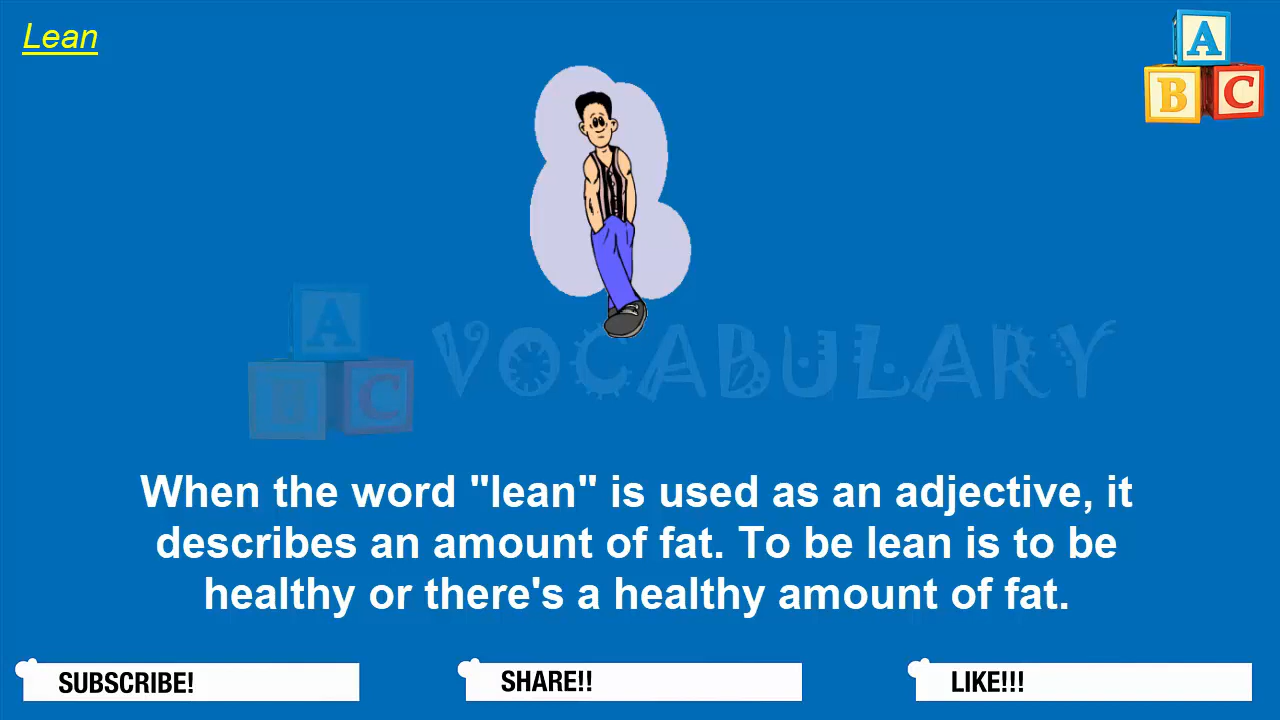 Lean
A
B C
A
B C
VOCABULARY
When the word "lean" is used as an adjective, it
describes an amount of fat. To be lean is to be
healthy or there's a healthy amount of fat.
SUBSCRIBE!
SHARE!!
LIKE!!!